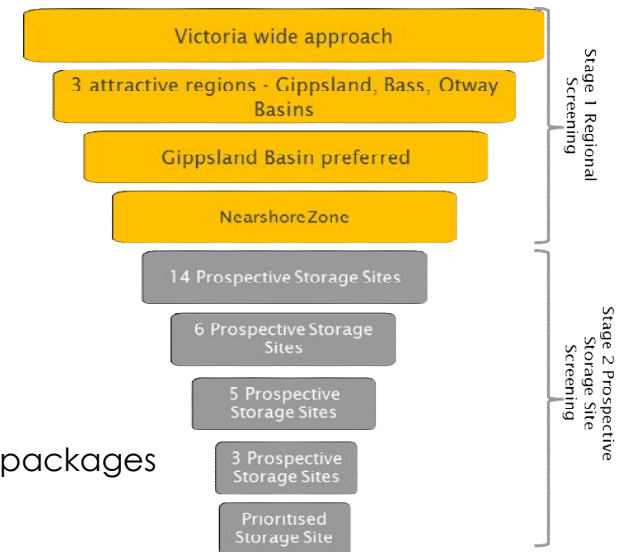 Victoria wide approach
3 attractive regions - Gippsland, Bass, Otway
Basins
Gippsland Basin preferred
NearshoreZone
Stage 1 Regional
Screening
14 Prospective Storage Sites
6 Prospective Storage
Sites
5 Prospective
Storage Sites
packages
3 Prospective
Storage Sites
Prioritised
Storage Site
Stage 2 Prospective
Storage Site
Screening